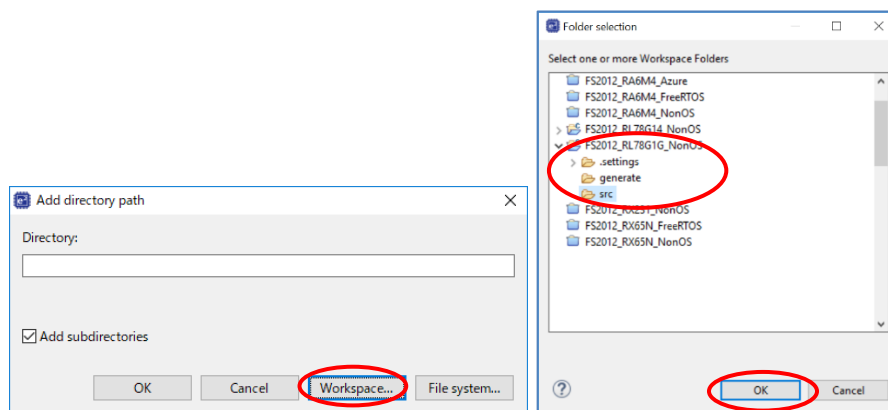 Add directory path
Directory:
Add subdirectories
OK
Cancel
Workspace...
File system...
Folder selection
Select one or more Workspace Folders
FS2012_RA6M4_Azure
FS2012_RA6M4_FreeRTOS
FS2012_RA6M4_NonOS
FS2012_RL78G14_NonOS
FS2012_RL78G1G_NonOS
.settings
generate
src
FS2012_RX231_NonOS
FS2012_RX65N_FreeRTOS
FS2012_RX65N_NonOS
OK
Cancel